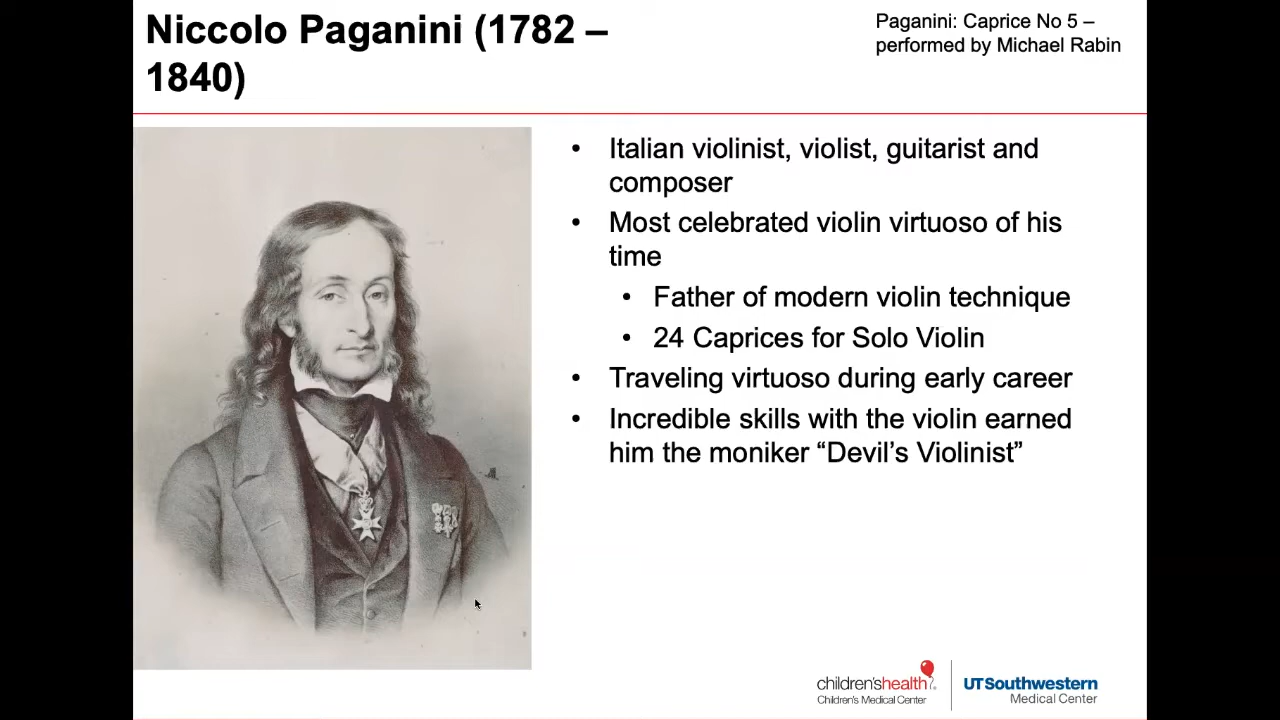 Niccolo Paganini (1782 –
1840)
Paganini: Caprice No 5 –
performed by Michael Rabin
• Italian violinist, violist, guitarist and
composer
• Most celebrated violin virtuoso of his
time
• Father of modern violin technique
• 24 Caprices for Solo Violin
• Traveling virtuoso during early career
• Incredible skills with the violin earned
him the moniker “Devil’s Violinist”
children'shealth
Children's Medical Center
UTSouthwestern
Medical Center